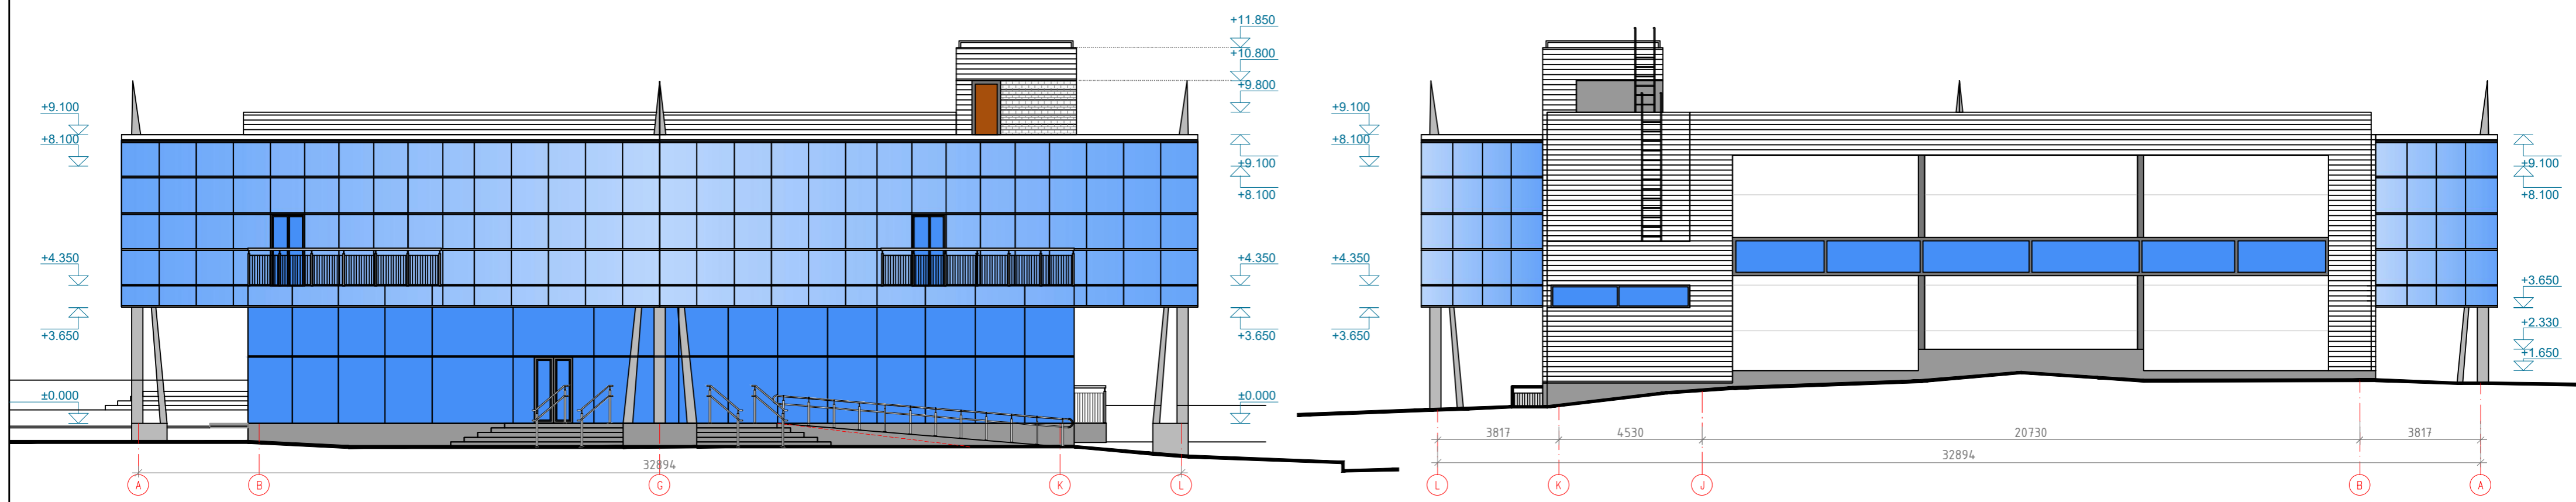 +11.850
+10.800
+9.800
+9.100
+8.100
+9.100
+8.100
+4.350
+4.350
+3.650
+3.650
±0.000
±0.000
32894
A
B
G
K
L
+9.100
+8.100
+9.100
+8.100
+4.350
+3.650
+3.650
+2.330
+1.650
3817
4530
20730
3817
32894
L
K
J
B
A